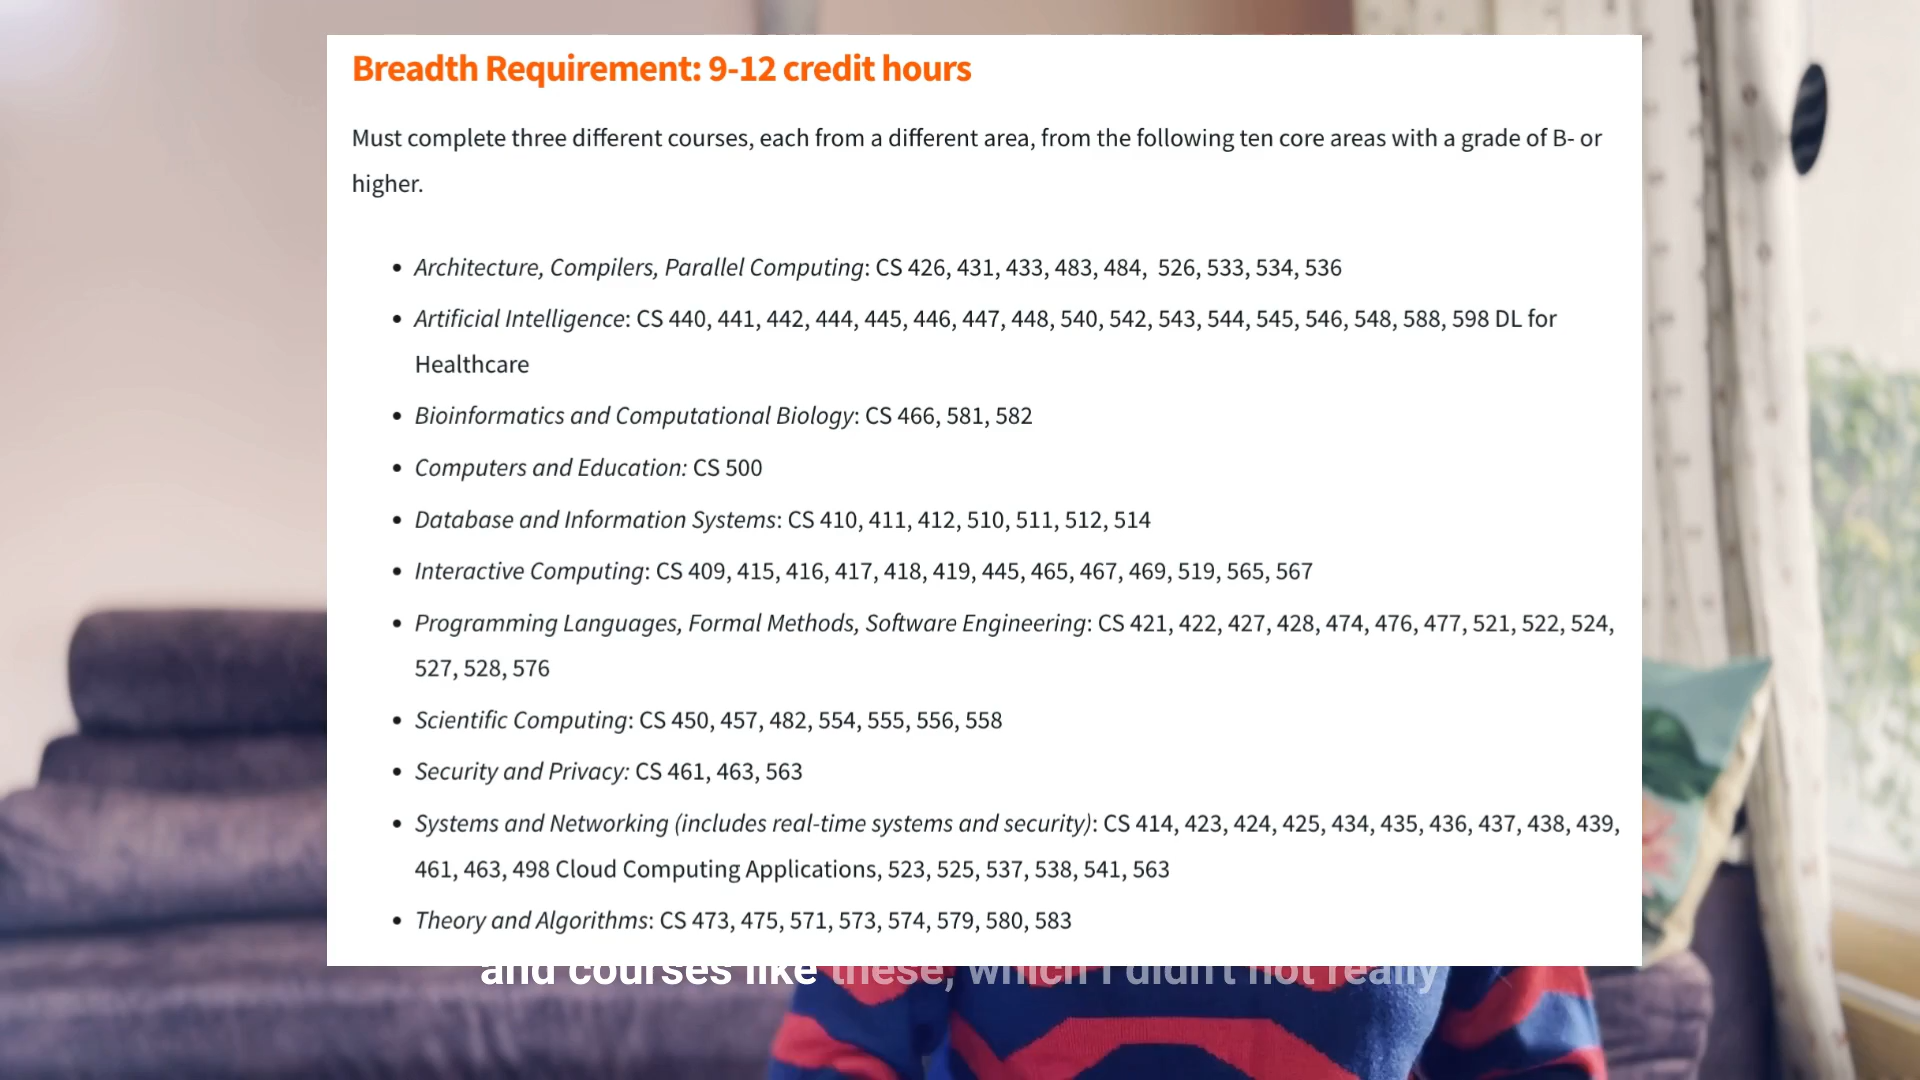 Breadth Requirement: 9-12 credit hours
Must complete three different courses, each from a different area, from the following ten core areas with a grade of B- or
higher.
• Architecture, Compilers, Parallel Computing: CS 426, 431, 433, 483, 484, 526, 533, 534, 536
• Artificial Intelligence: CS 440, 441, 442, 444, 445, 446, 447, 448, 540, 542, 543, 544, 545, 546, 548, 588, 598 DL for
Healthcare
• Bioinformatics and Computational Biology: CS 466, 581, 582
• Computers and Education: CS 500
• Database and Information Systems: CS 410, 411, 412, 510, 511, 512, 514
• Interactive Computing: CS 409, 415, 416, 417, 418, 419, 445, 465, 467, 469, 519, 565, 567
• Programming Languages, Formal Methods, Software Engineering: CS 421, 422, 427, 428, 474, 476, 477, 521, 522, 524,
527, 528, 576
• Scientific Computing: CS 450, 457, 482, 554, 555, 556, 558
• Security and Privacy: CS 461, 463, 563
• Systems and Networking (includes real-time systems and security): CS 414, 423, 424, 425, 434, 435, 436, 437, 438, 439,
461, 463, 498 Cloud Computing Applications, 523, 525, 537, 538, 541, 563
• Theory and Algorithms: CS 473, 475, 571, 573, 574, 579, 580, 583
and courses like these, which I didn't not really